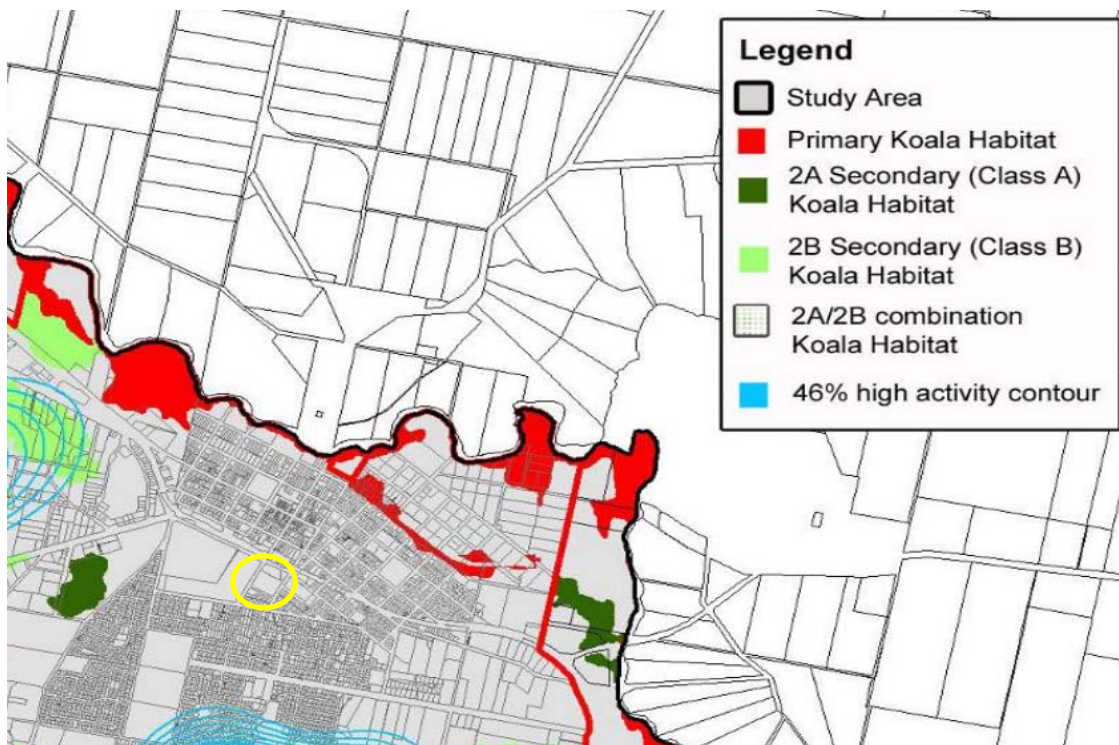 Legend
Study Area
Primary Koala Habitat
2A Secondary (Class A)
Koala Habitat
2B Secondary (Class B)
Koala Habitat
2A/2B combination
Koala Habitat
46% high activity contour